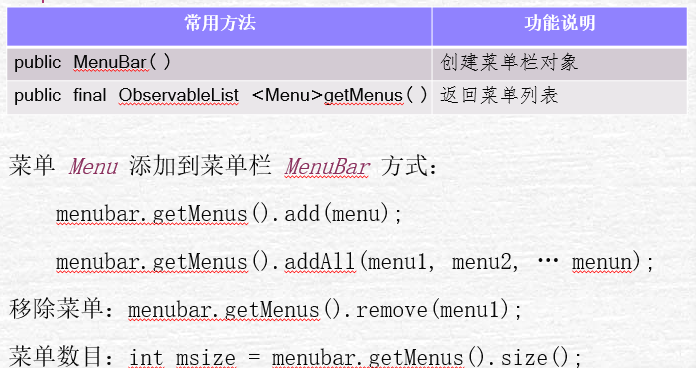 常用方法 功能说明
public MenuBar( ) 创建菜单栏对象
public final ObservableList <Menu>getMenus( ) 返回菜单列表
菜单 Menu 添加到菜单栏 MenuBar 方式:
menubar.getMenus().add(menu);
menubar.getMenus().addAll(menu1, menu2, … menun);
移除菜单: menubar.getMenus().remove(menu1);
菜单数目: int msize = menubar.getMenus().size();